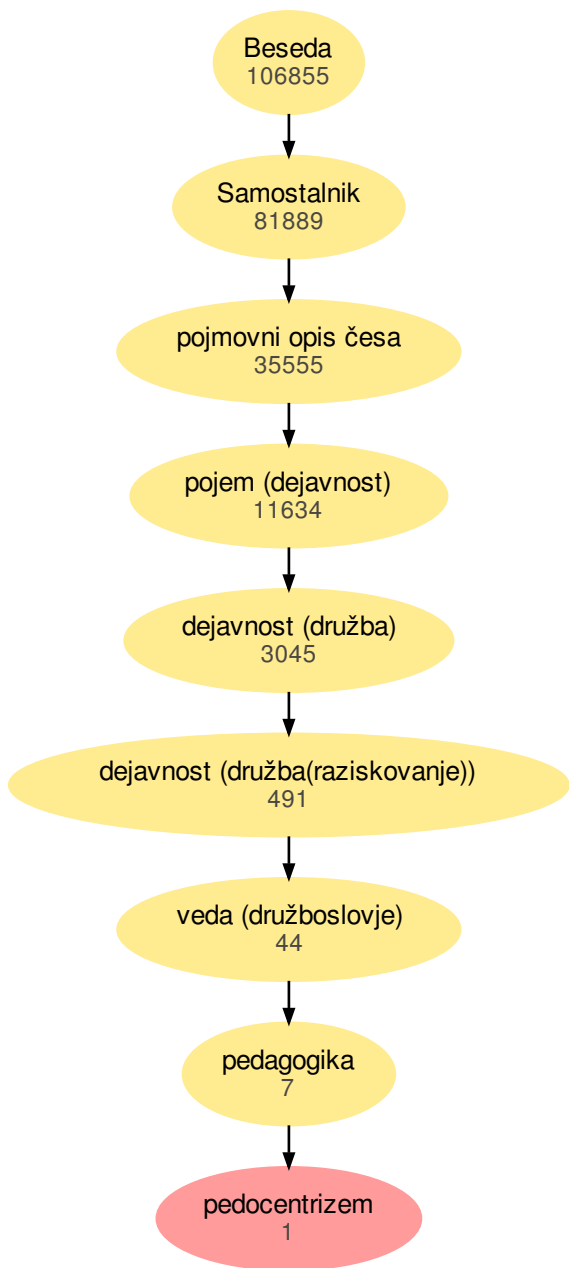 Beseda
106855
Samostalnik
81889
pojmovni opis česa
35555
pojem (dejavnost)
11634
dejavnost (družba)
3045
dejavnost (družba(raziskovanje))
491
veda (družboslovje)
44
pedagogika
7
pedocentrizem
1